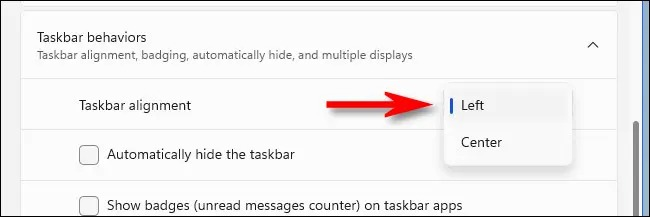 Taskbar behaviors
Taskbar alignment, badging, automatically hide, and multiple displays
Taskbar alignment
Left
Center
Automatically hide the taskbar
Show badges (unread messages counter) on taskbar apps